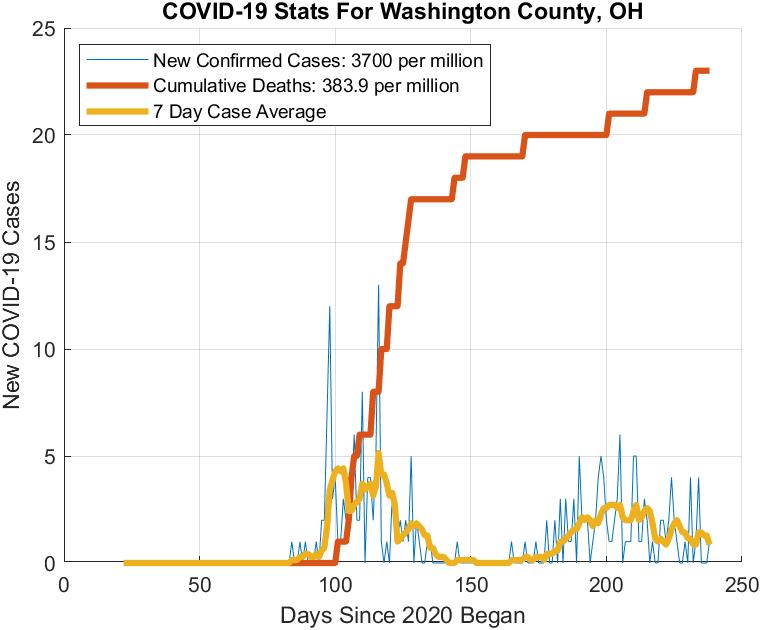 COVID-19 Stats For Washington County, OH
New Confirmed Cases: 3700 per million
Cumulative Deaths: 383.9 per million
7 Day Case Average
New COVID-19 Cases
25
20
15
10
5
0
0 50 100 150 200 250
Days Since 2020 Began